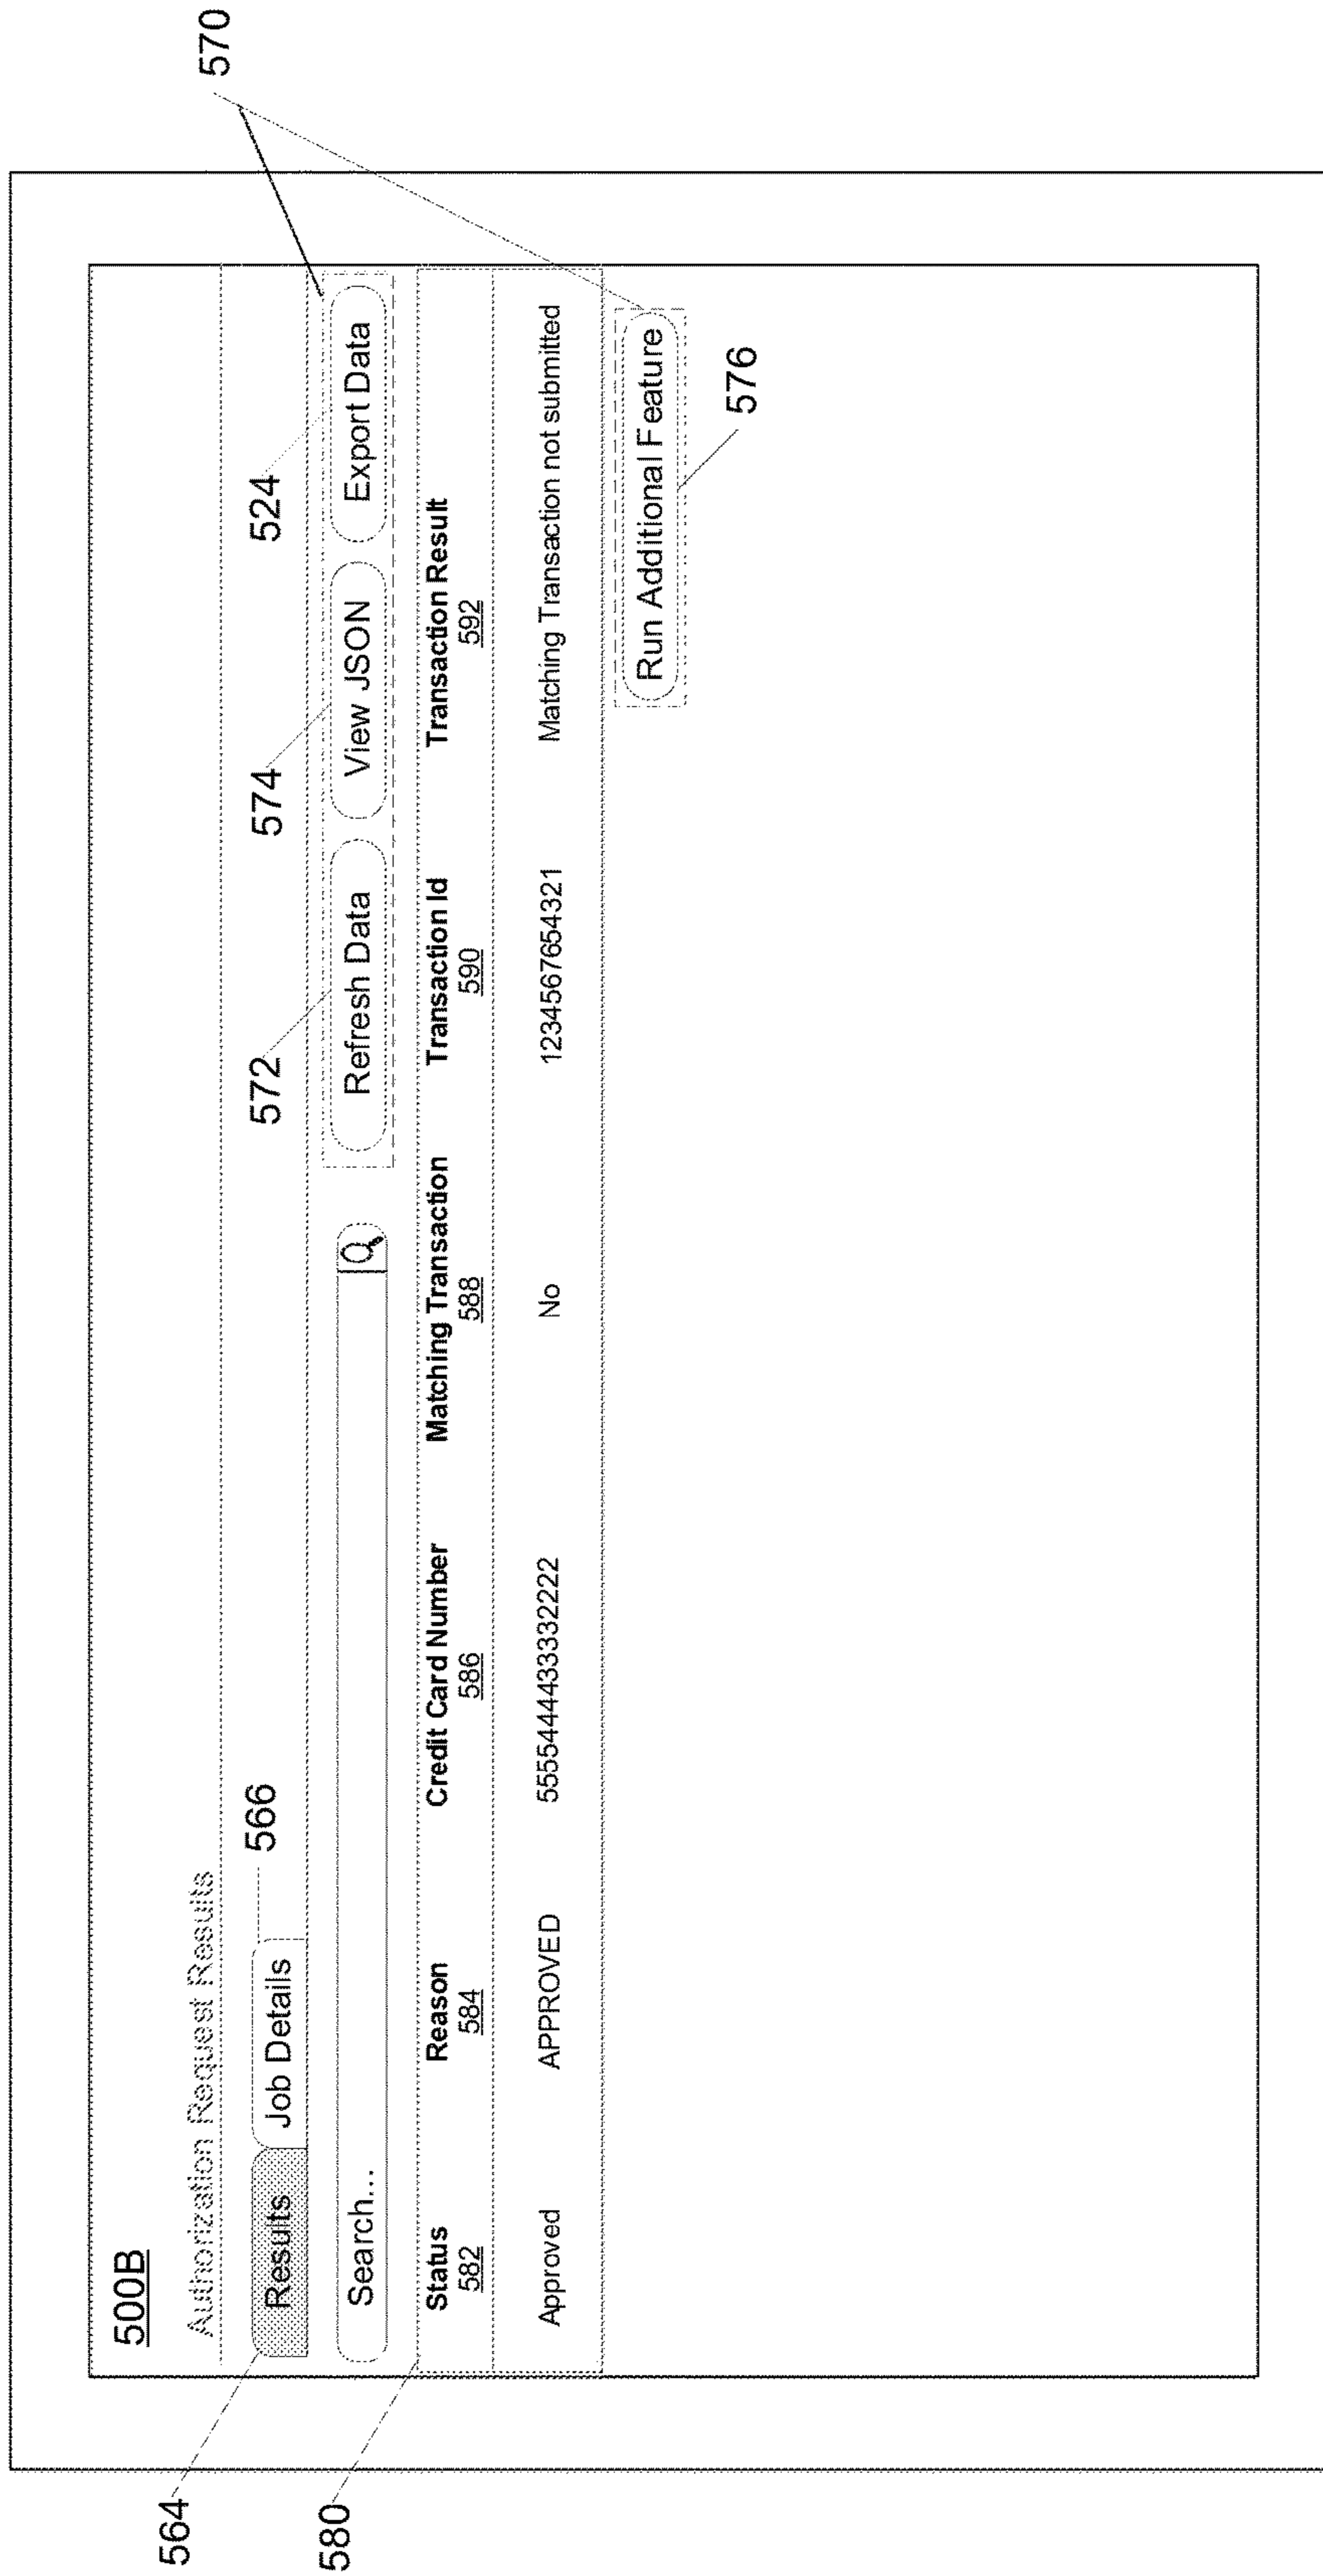 500B
Authorization Request Results
564
Results
Job Details
566
572
574
524
570
Search...
Refresh Data
View JSON
Export Data
580
Status
Reason
Credit Card Number
Matching Transaction
Transaction Id
Transaction Result
582
584
586
588
590
592
Approved
APPROVED
5555444433332222
No
1234567654321
Matching Transaction not submitted
Run Additional Feature
576